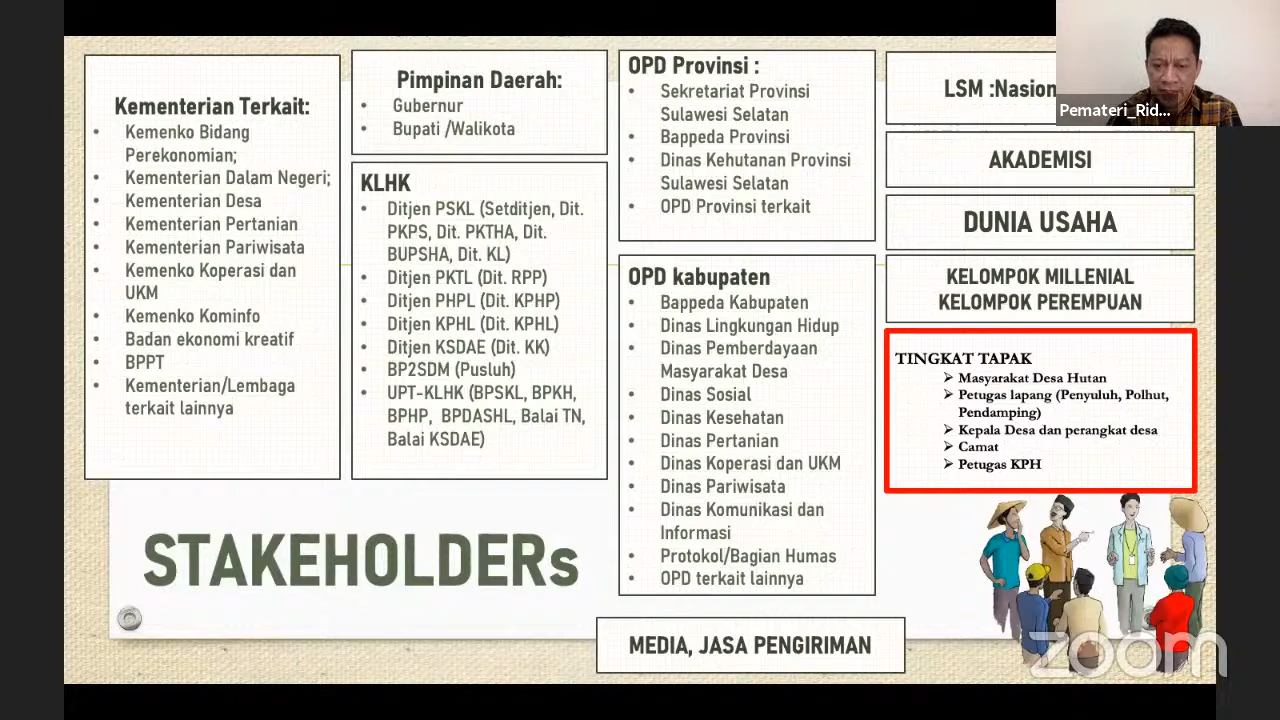 Kementerian Terkait:
• Kemenko Bidang
Perekonomian;
• Kementerian Dalam Negeri;
• Kementerian Desa
• Kementerian Pertanian
• Kementerian Pariwisata
• Kemenko Koperasi dan
UKM
• Kemenko Kominfo
• Badan ekonomi kreatif
• BPPT
• Kementerian/Lembaga
terkait lainnya
Pimpinan Daerah:
• Gubernur
• Bupati /Walikota
KLHK
• Ditjen PSKL (Setditjen, Dit.
PKPS, Dit. PKTHA, Dit.
BUPSHA, Dit. KL)
• Ditjen PKTL (Dit. RPP)
• Ditjen PHPL (Dit. KPHP)
• Ditjen KPHL (Dit. KPHL)
• Ditjen KSDAE (Dit. KK)
• BP2SDM (Pusluh)
• UPT-KLHK (BPSKL, BPKH,
BPHP, BPDASHL, Balai TN,
Balai KSDAE)
OPD Provinsi :
• Sekretariat Provinsi
Sulawesi Selatan
• Bappeda Provinsi
• Dinas Kehutanan Provinsi
Sulawesi Selatan
• OPD Provinsi terkait
OPD kabupaten
• Bappeda Kabupaten
• Dinas Lingkungan Hidup
• Dinas Pemberdayaan
Masyarakat Desa
• Dinas Sosial
• Dinas Kesehatan
• Dinas Pertanian
• Dinas Koperasi dan UKM
• Dinas Pariwisata
• Dinas Komunikasi dan
Informasi
• Protokol/Bagian Humas
• OPD terkait lainnya
LSM :Nasion
Pemateri_Rid...
AKADEMISI
DUNIA USAHA
KELOMPOK MILLENIAL
KELOMPOK PEREMPUAN
TINGKAT TAPAK
➢ Masyarakat Desa Hutan
➢ Petugas lapang (Penyuluh, Polhut,
Pendamping)
➢ Kepala Desa dan perangkat desa
➢ Camat
➢ Petugas KPH
STAKEHOLDERs
MEDIA, JASA PENGIRIMAN
zoom